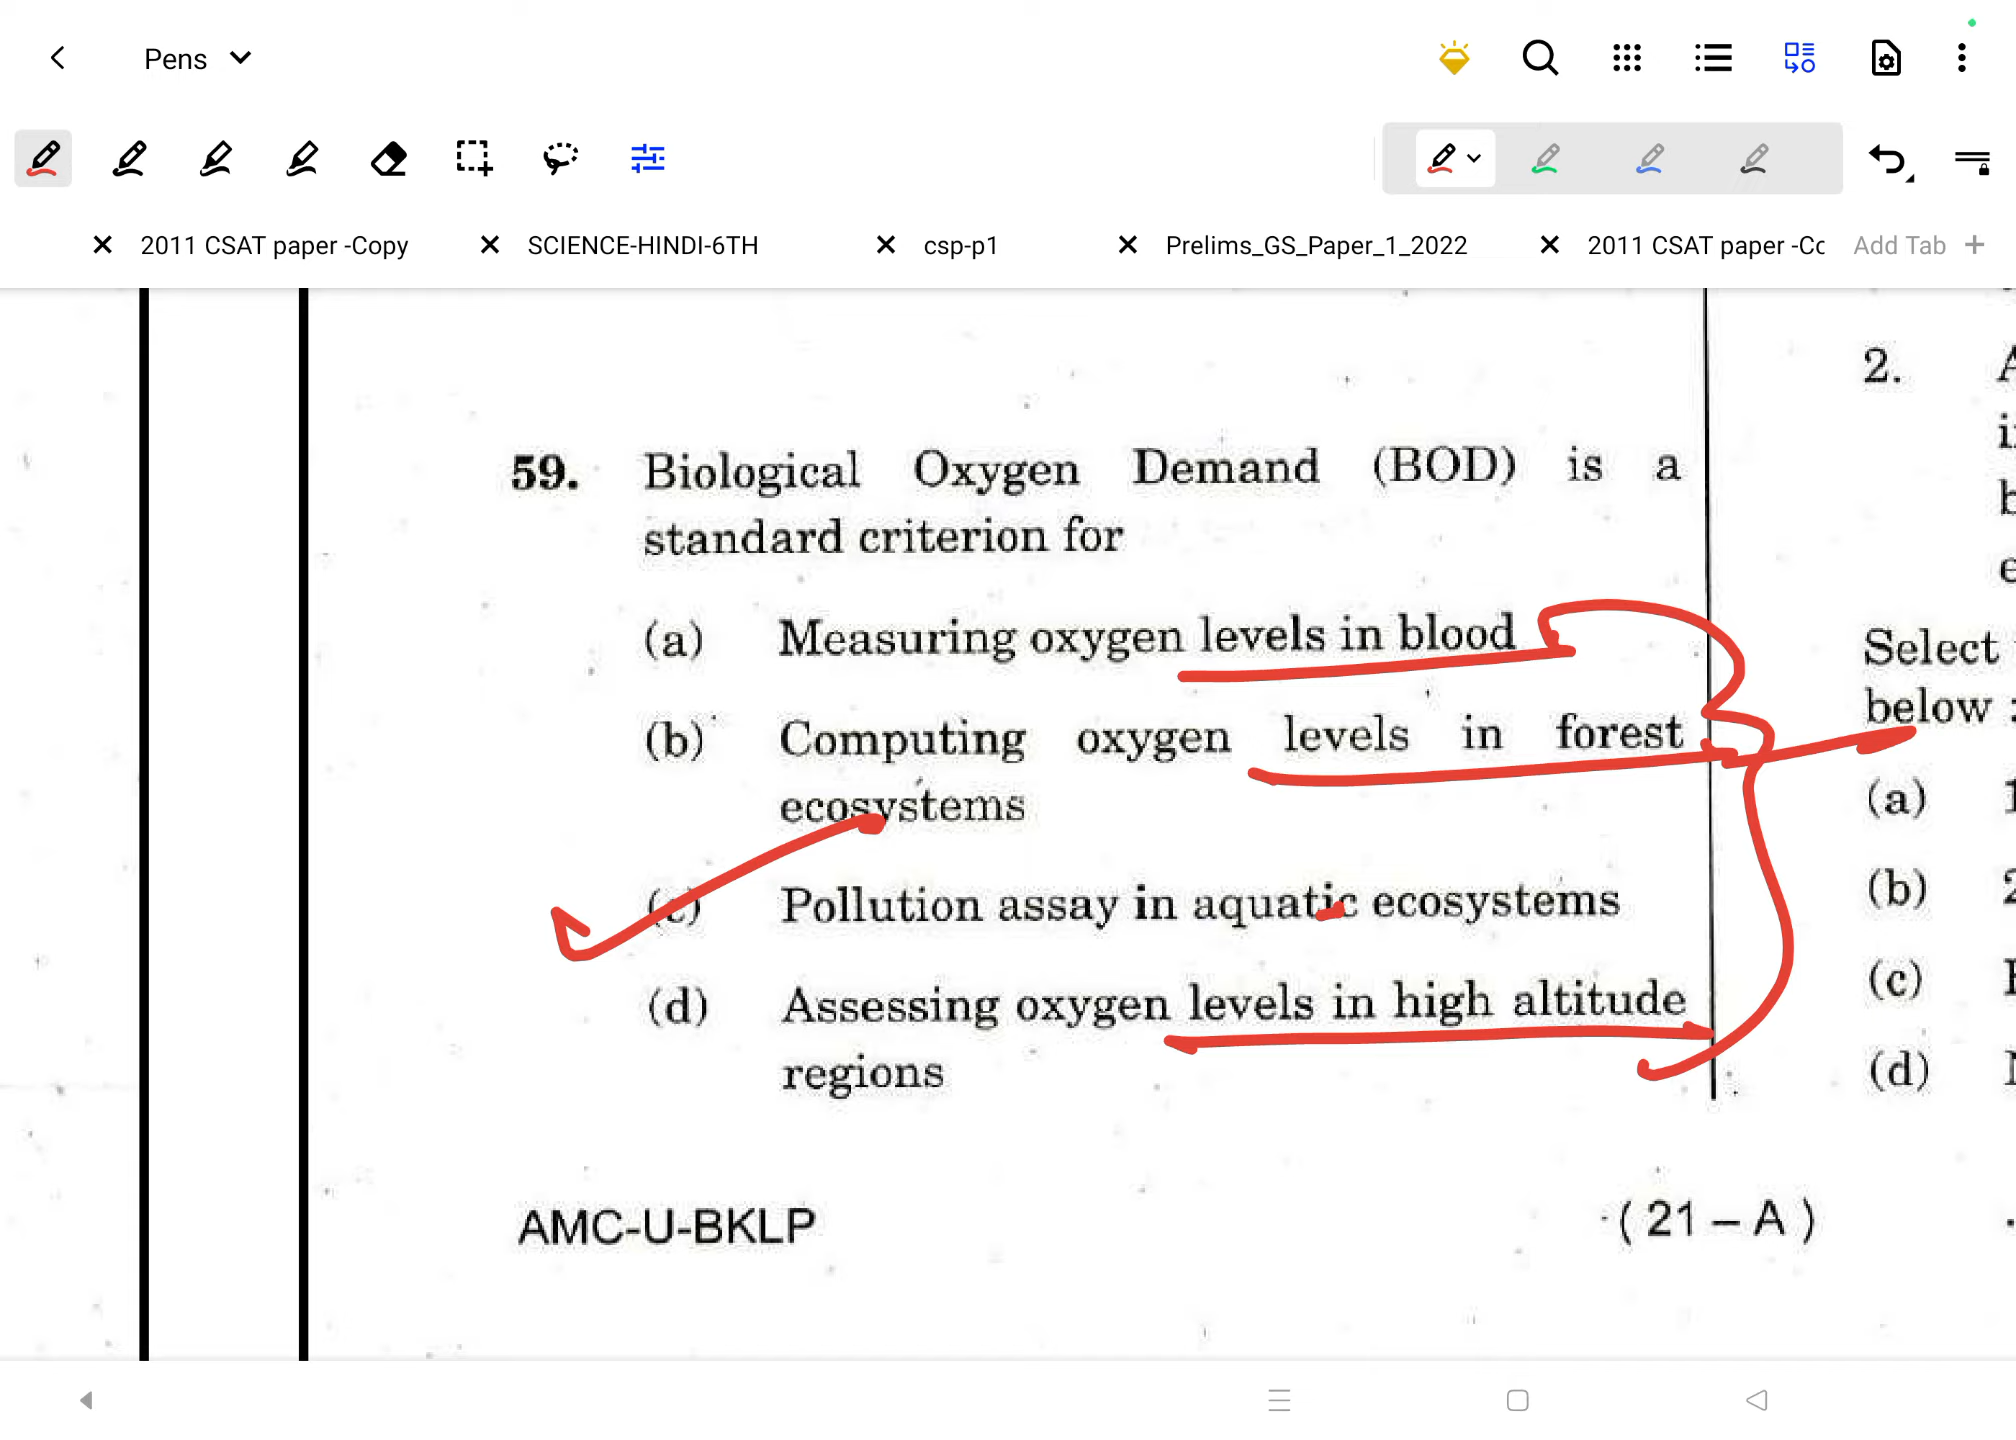 Pens
2011 CSAT paper -Copy
SCIENCE-HINDI-6TH
csp-p1
Prelims_GS_Paper_1_2022
2011 CSAT paper -Cc
Add Tab +
59. Biological Oxygen Demand (BOD) is a
standard criterion for
(a) Measuring oxygen levels in blood
(b) Computing oxygen levels in forest
ecosystems
(c) Pollution assay in aquatic ecosystems
(d) Assessing oxygen levels in high altitude
regions
AMC-U-BKLP
( 21 – A )
2.
Select
below :
(a)
(b)
(c)
(d)